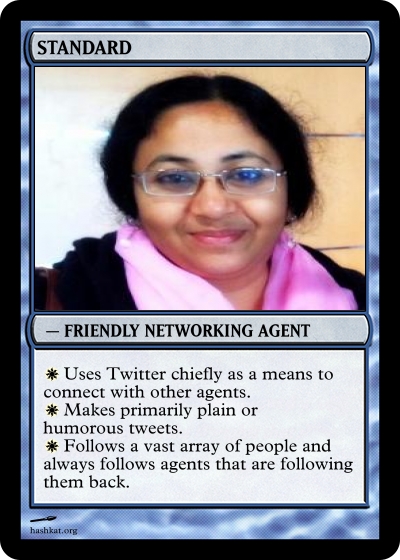 STANDARD
— FRIENDLY NETWORKING AGENT
⁕ Uses Twitter chiefly as a means to
connect with other agents.
⁕ Makes primarily plain or
humorous tweets.
⁕ Follows a vast array of people and
always follows agents that are following
them back.
hashkat.org